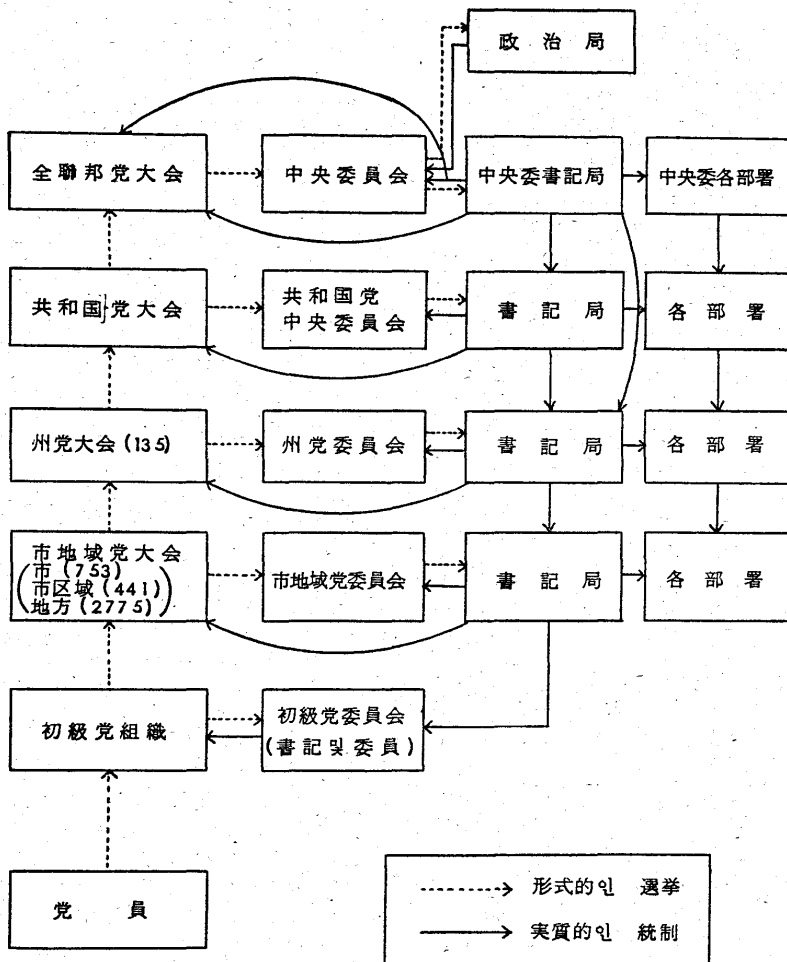 政治局
全聯邦党大会
中央委員会
中央委書記局
中央委各部署
共和国党大会
共和国党
中央委員会
書記局
各部署
州党大会(135)
州党委員会
書記局
各部署
市地域党大会
市(753)
市区域(441)
地方(2775)
市地域党委員会
書記局
各部署
初級党組織
初級党委員会
(書記및委員)
党員
形式的인 選挙
実質的인 統制